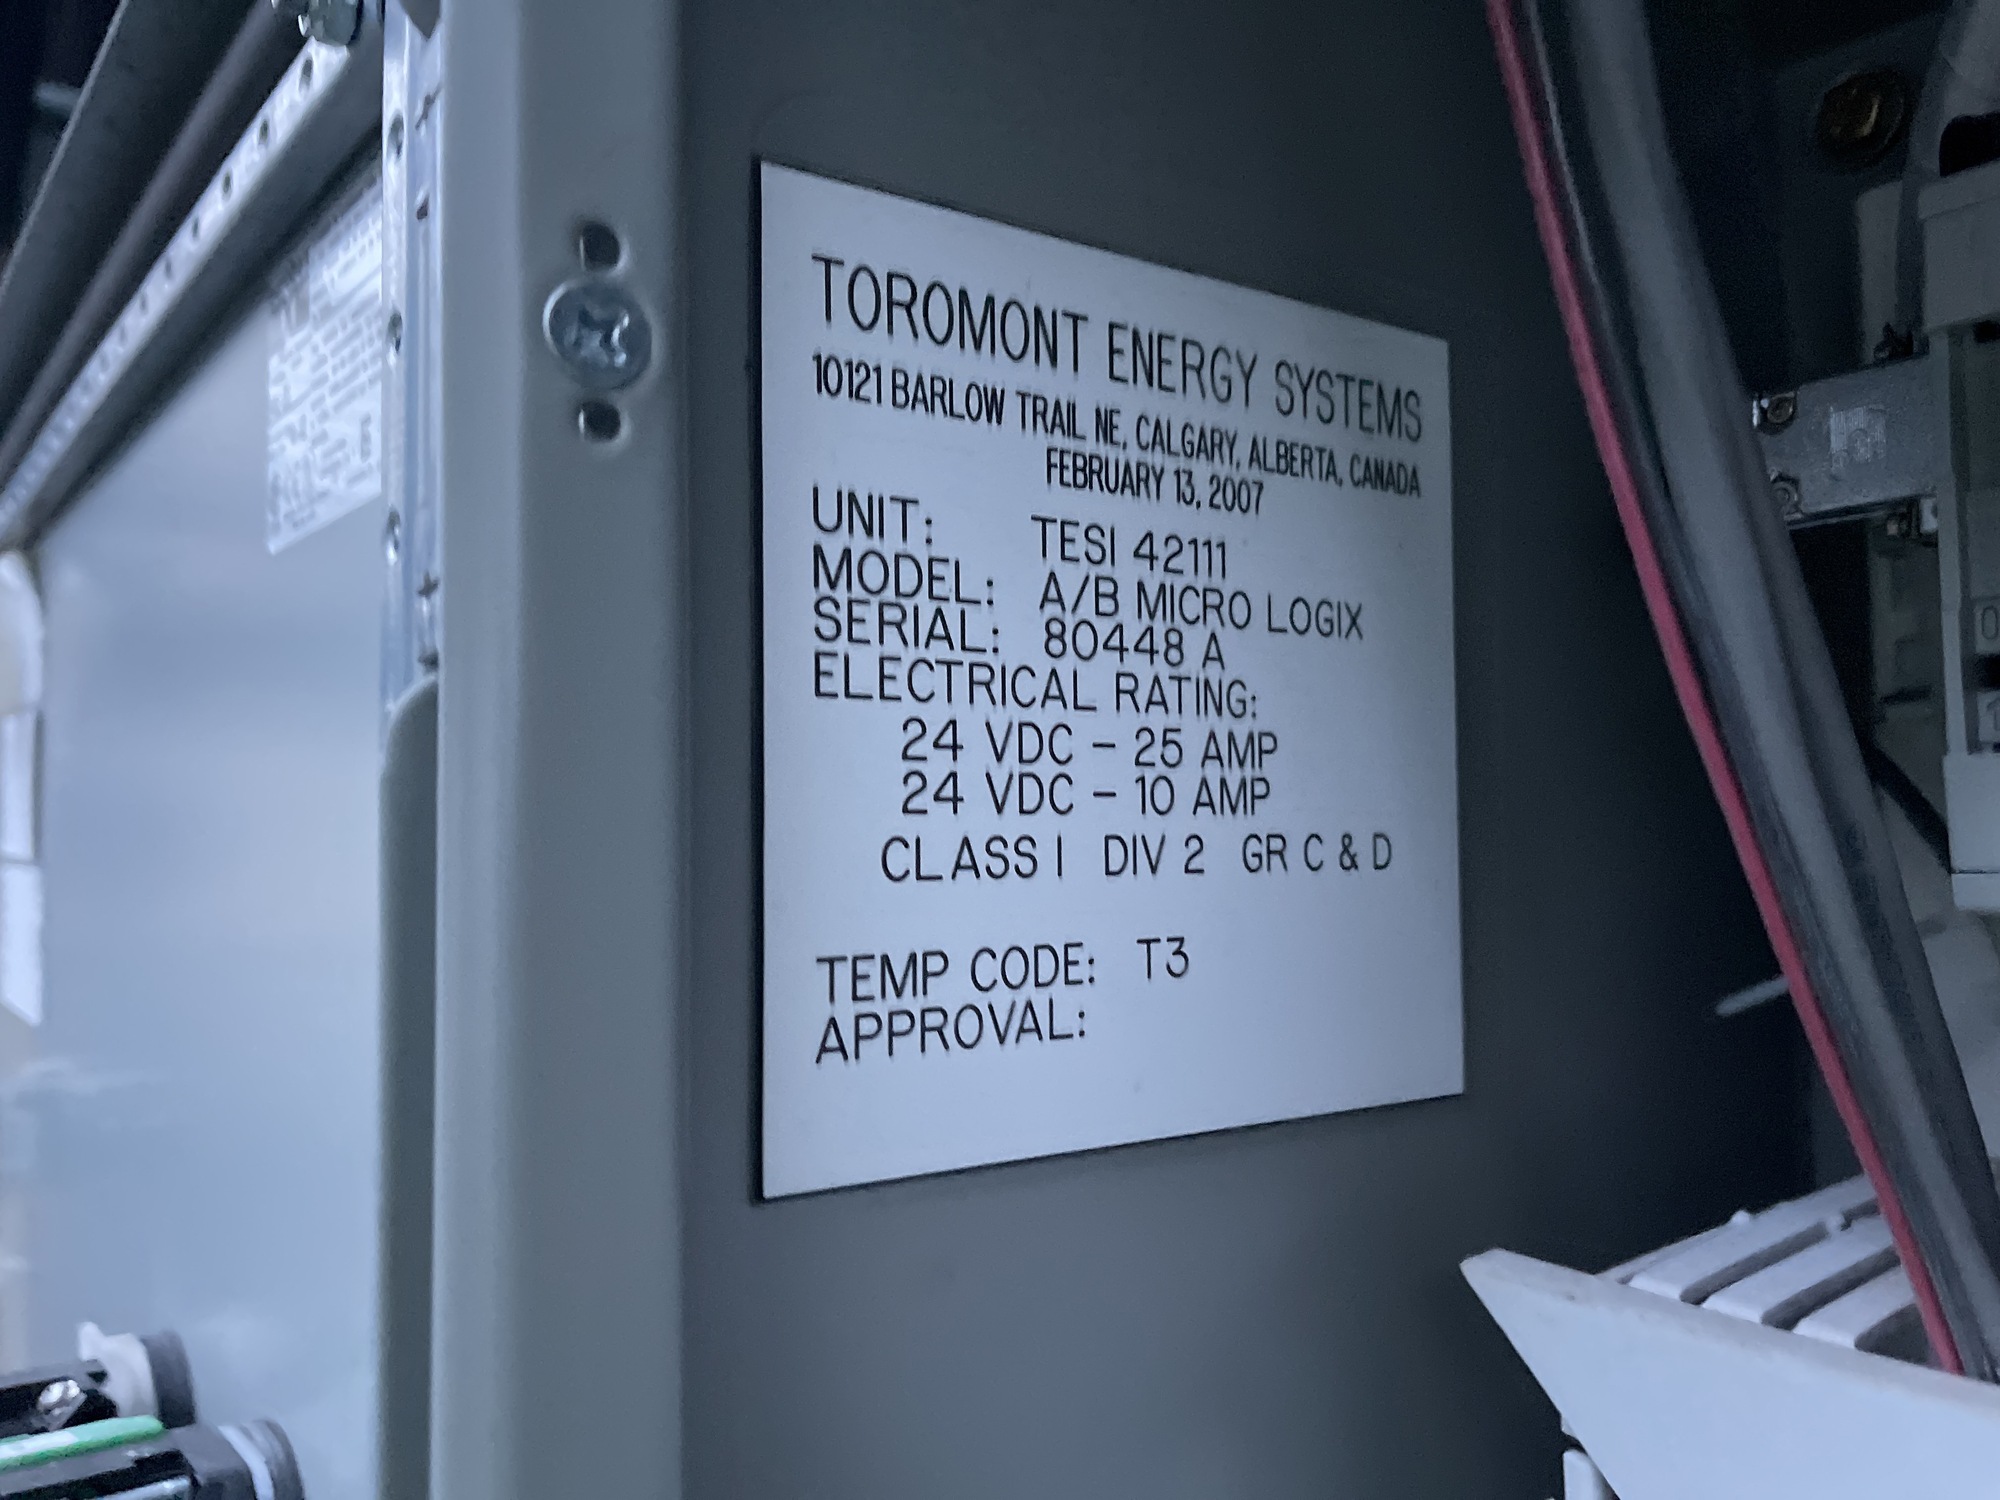 TOROMONT ENERGY SYSTEMS
10121 BARLOW TRAIL NE, CALGARY, ALBERTA, CANADA
FEBRUARY 13, 2007
UNIT: TESI 42111
MODEL: A/B MICRO LOGIX
SERIAL: 80448 A
ELECTRICAL RATING:
24 VDC – 25 AMP
24 VDC – 10 AMP
CLASS I DIV 2 GR C & D
TEMP CODE: T3
APPROVAL:
0
1